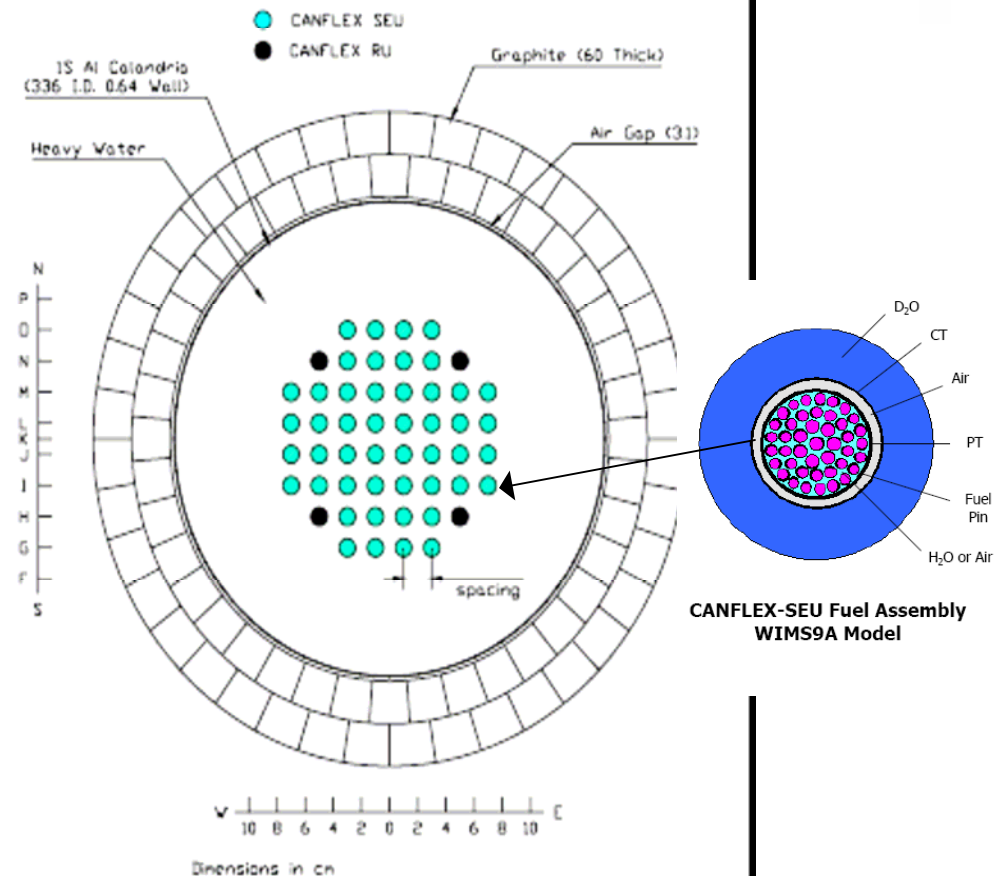 CANFLEX SEU
CANFLEX RU
1S Al Calandria
(336 I.D. 0.64 Wall)
Graphite (60 Thick)
Air Gap (3.1)
Heavy Water
N
P
O
N
M
L
K
J
I
H
G
F
S
spacing
W
10 8 6 4 2 0 2 4 6 8 10
E
Dimensions in cm
D₂O
CT
Air
PT
Fuel
Pin
H₂O or Air
CANFLEX-SEU Fuel Assembly
WIMS9A Model